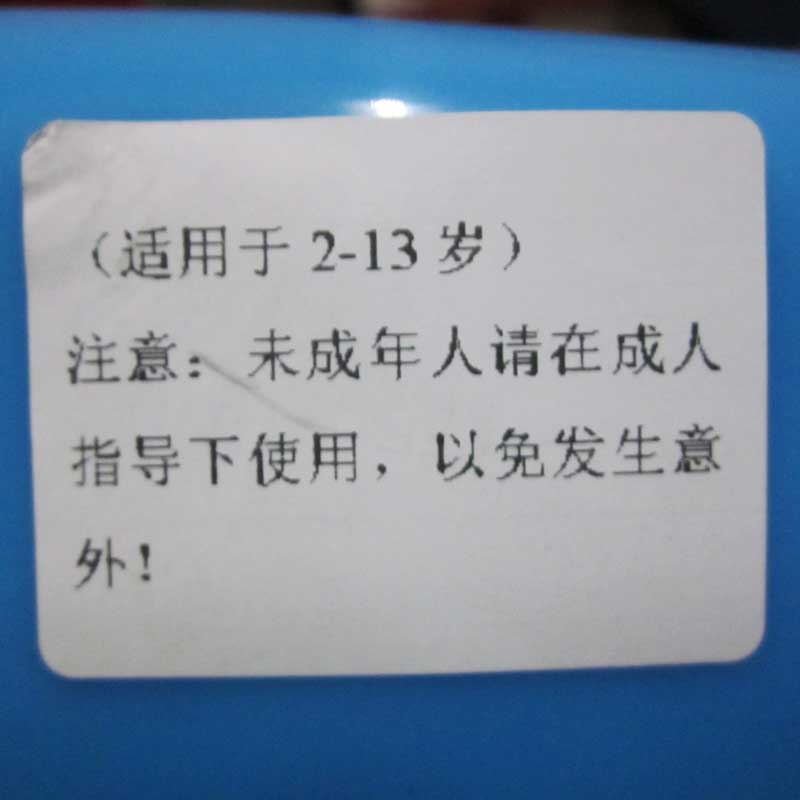 （适用于 2-13 岁）
注意：未成年人请在成人
指导下使用，以免发生意
外！